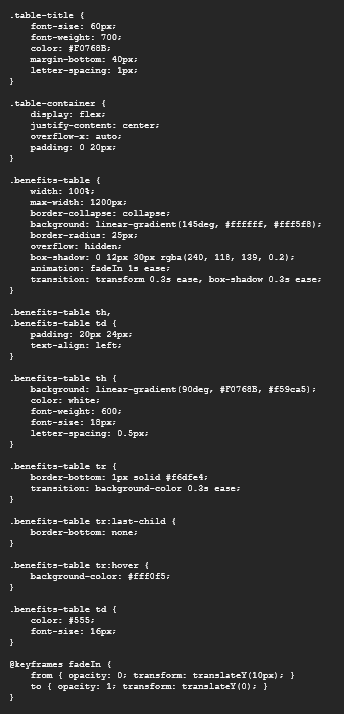 .table-title {
    font-size: 60px;
    font-weight: 700;
    color: #F0768B;
    margin-bottom: 40px;
    letter-spacing: 1px;
}

.table-container {
    display: flex;
    justify-content: center;
    overflow-x: auto;
    padding: 0 20px;
}

.benefits-table {
    width: 100%;
    max-width: 1200px;
    border-collapse: collapse;
    background: linear-gradient(145deg, #ffffff, #fff5f8);
    border-radius: 25px;
    overflow: hidden;
    box-shadow: 0 12px 30px rgba(240, 118, 139, 0.2);
    animation: fadeIn 1s ease;
    transition: transform 0.3s ease, box-shadow 0.3s ease;
}

.benefits-table th,
.benefits-table td {
    padding: 20px 24px;
    text-align: left;
}

.benefits-table th {
    background: linear-gradient(90deg, #F0768B, #f59ca5);
    color: white;
    font-weight: 600;
    font-size: 18px;
    letter-spacing: 0.5px;
}

.benefits-table tr {
    border-bottom: 1px solid #f6dfe4;
    transition: background-color 0.3s ease;
}

.benefits-table tr:last-child {
    border-bottom: none;
}

.benefits-table tr:hover {
    background-color: #fff0f5;
}

.benefits-table td {
    color: #555;
    font-size: 16px;
}

@keyframes fadeIn {
    from { opacity: 0; transform: translateY(10px); }
    to { opacity: 1; transform: translateY(0); }
}